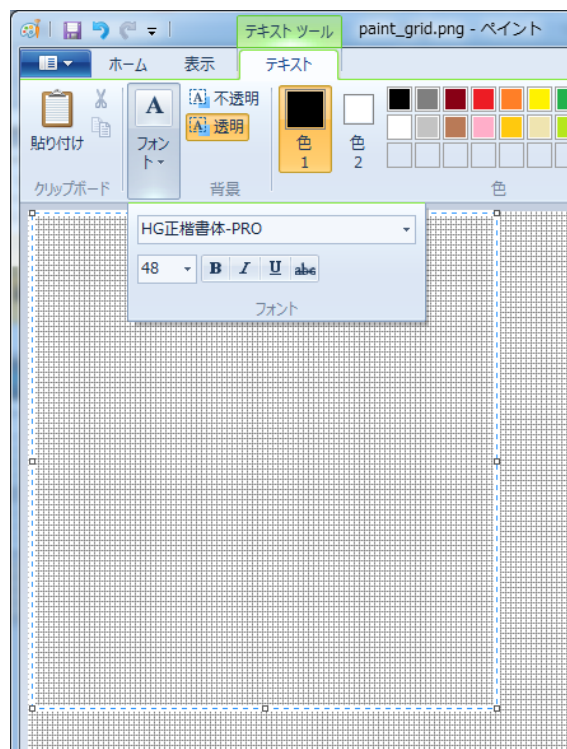 テキスト ツール
paint_grid.png - ペイント
ホーム
表示
テキスト
貼り付け
クリップボード
A
フォン
ト
不透明
透明
背景
色
1
色
2
色
HG正楷書体-PRO
48
B I U abc
フォント